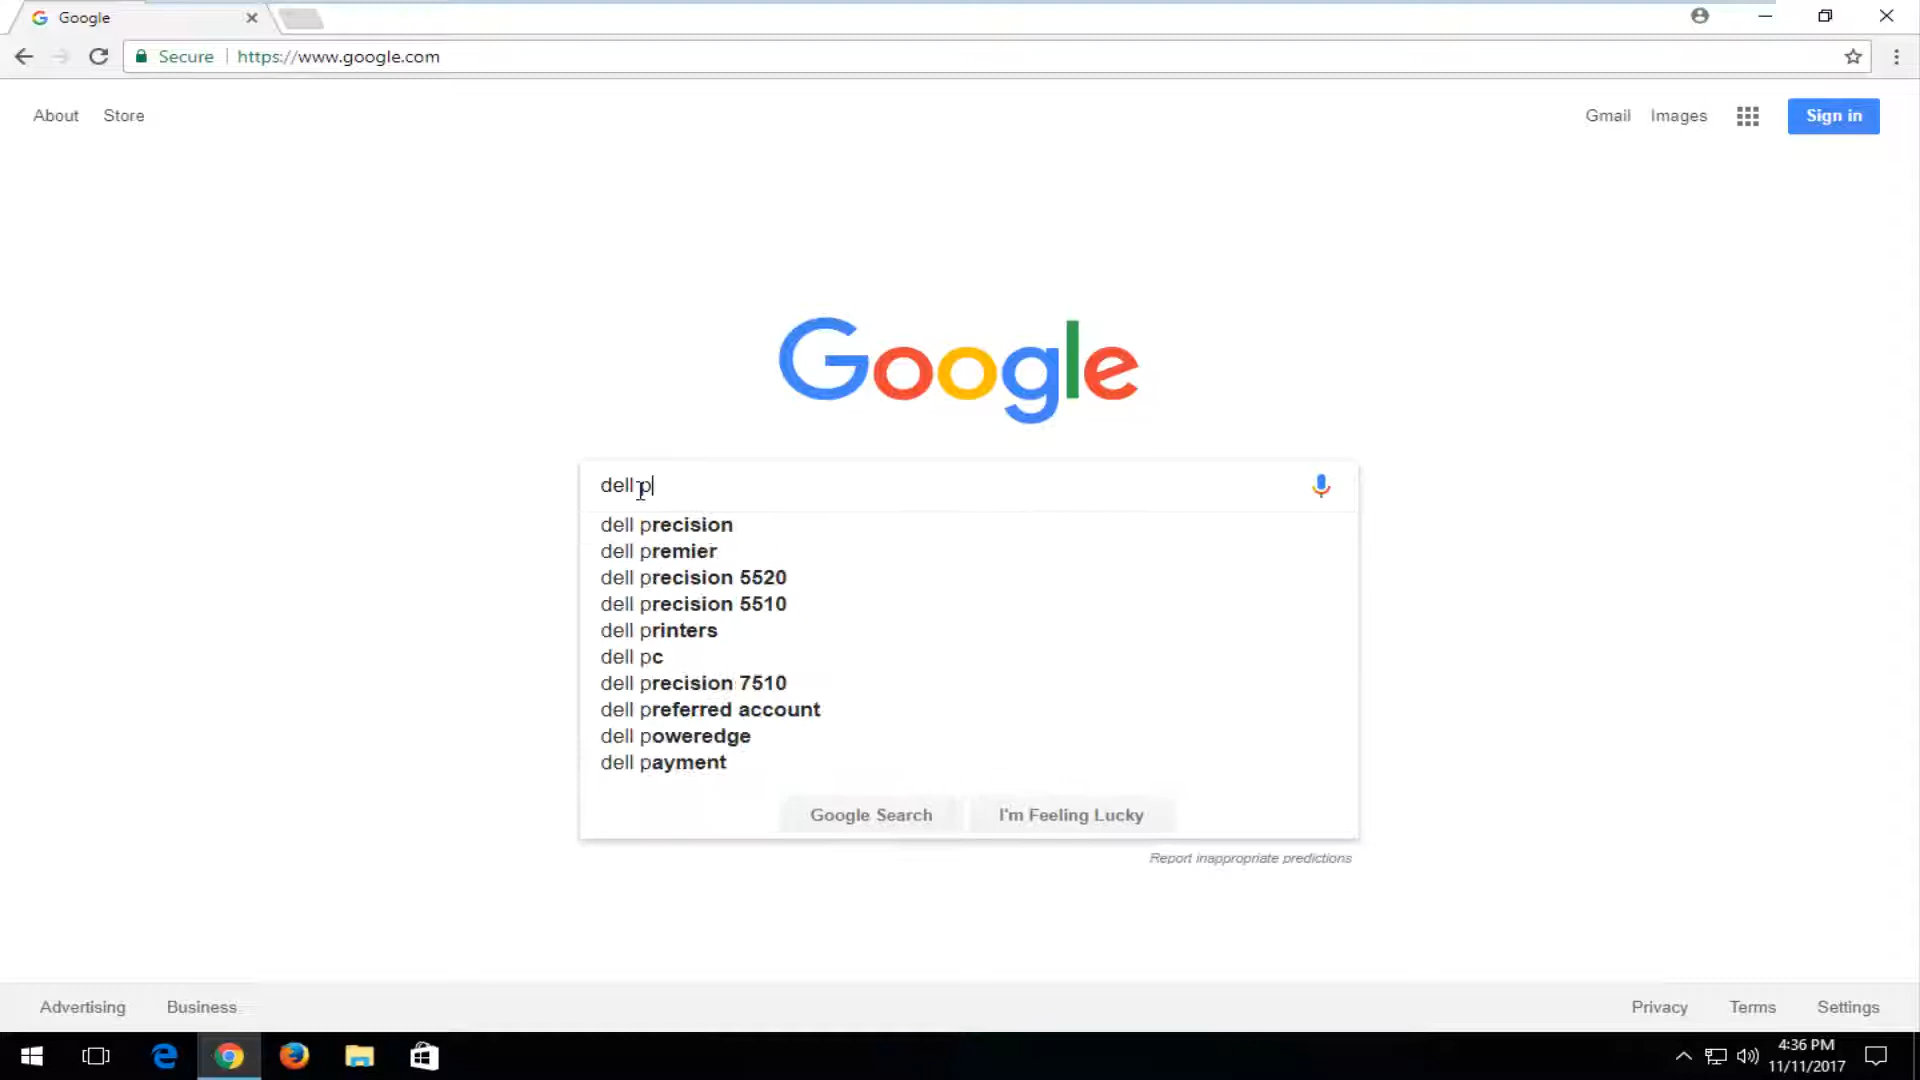 Google
Secure https://www.google.com
About Store
Gmail Images Sign in
Google
dell p
dell precision
dell premier
dell precision 5520
dell precision 5510
dell printers
dell pc
dell precision 7510
dell preferred account
dell poweredge
dell payment
Google Search I'm Feeling Lucky
Report inappropriate predictions
Advertising Business
Privacy Terms Settings
4:36 PM
11/11/2017